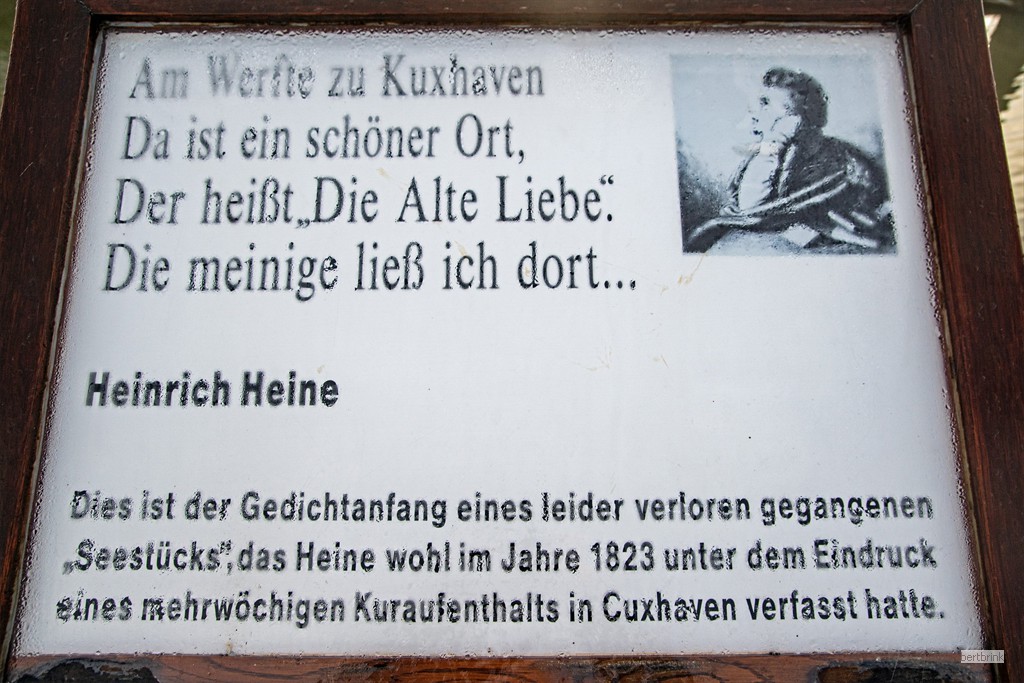 Am Werfte zu Kuxhaven
Da ist ein schöner Ort,
Der heißt„Die Alte Liebe“.
Die meinige ließ ich dort...
Heinrich Heine
Dies ist der Gedichtanfang eines leider verloren gegangenen
„Seestücks“, das Heine wohl im Jahre 1823 unter dem Eindruck
eines mehrwöchigen Kuraufenthalts in Cuxhaven verfasst hatte.
bertbrink